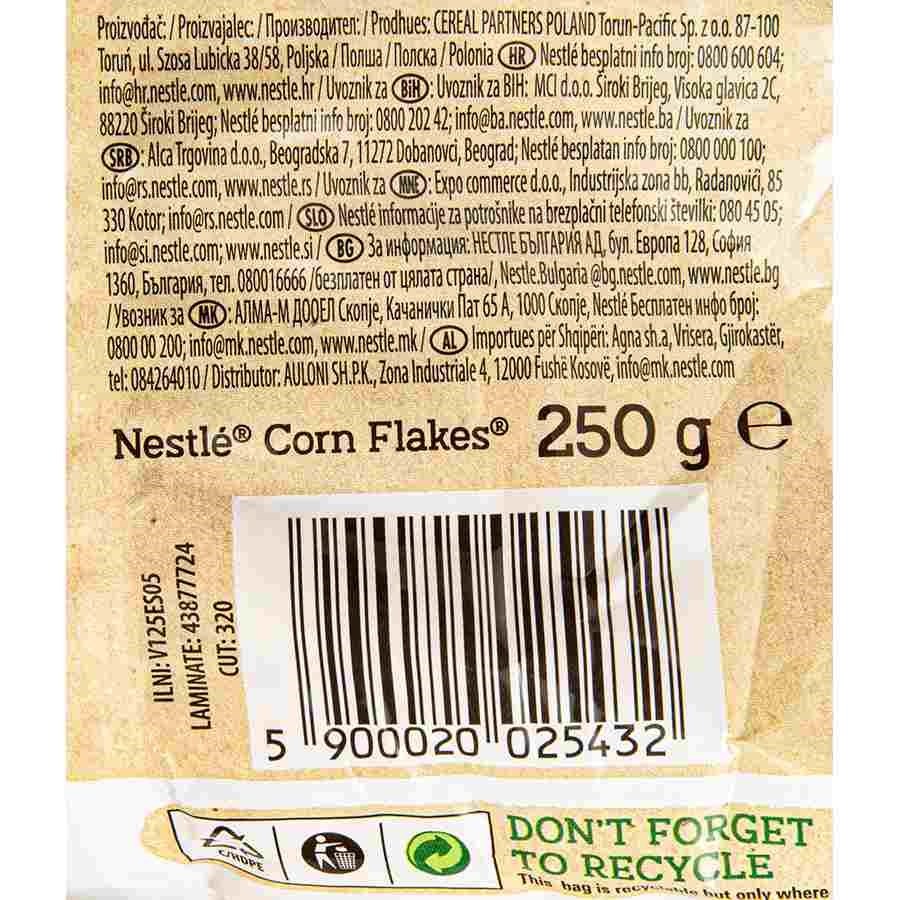 Proizvođač: / Proizvajalec: / Производител: / Prodhues: CEREAL PARTNERS POLAND Torun-Pacific Sp. z o.o. 87-100
Toruń, ul. Szosa Lubicka 38/58, Poljska / Полша / Полска / Polonia HR Nestlé besplatni info broj: 0800 600 604;
info@hr.nestle.com, www.nestle.hr / Uvoznik za BiH: Uvoznik za BIH: MCI d.o.o. Široki Brijeg, Visoka glavica 2C,
88220 Široki Brijeg; Nestlé besplatni info broj: 0800 202 42; info@ba.nestle.com, www.nestle.ba / Uvoznik za
SRB: Alca Trgovina d.o.o., Beogradska 7, 11272 Dobanovci, Beograd; Nestlé besplatan info broj: 0800 000 100;
info@rs.nestle.com, www.nestle.rs / Uvoznik za MNE: Expo commerce d.o.o., Industrijska zona bb, Radanovići, 85
330 Kotor; info@rs.nestle.com / SLO Nestlé informacije za potrošnike na brezplačni telefonski številki: 080 45 05;
info@si.nestle.com; www.nestle.si / BG За информация: НЕСТЛЕ БЪЛГАРИЯ АД, бул. Европа 128, София
1360, България, тел. 080016666 /безплатен от цялата страна/, Nestle.Bulgaria @bg.nestle.com, www.nestle.bg
/ Увозник за MK: АЛМА-М ДООЕЛ Скопје, Качанички Пат 65 А, 1000 Скопје, Nestlé Бесплатен инфо број:
0800 00 200; info@mk.nestle.com, www.nestle.mk / AL Importues për Shqipëri: Agna sh.a, Vrisera, Gjirokastër,
tel: 084264010 / Distributor: AULONI SH.P.K., Zona Industriale 4, 12000 Fushë Kosovë, info@mk.nestle.com
Nestlé® Corn Flakes® 250 g ℮
ILNI: V125ES05
LAMINATE: 43877724
CUT: 320
5 900020 025432
C/HDPE
DON'T FORGET
TO RECYCLE
This bag is but only where